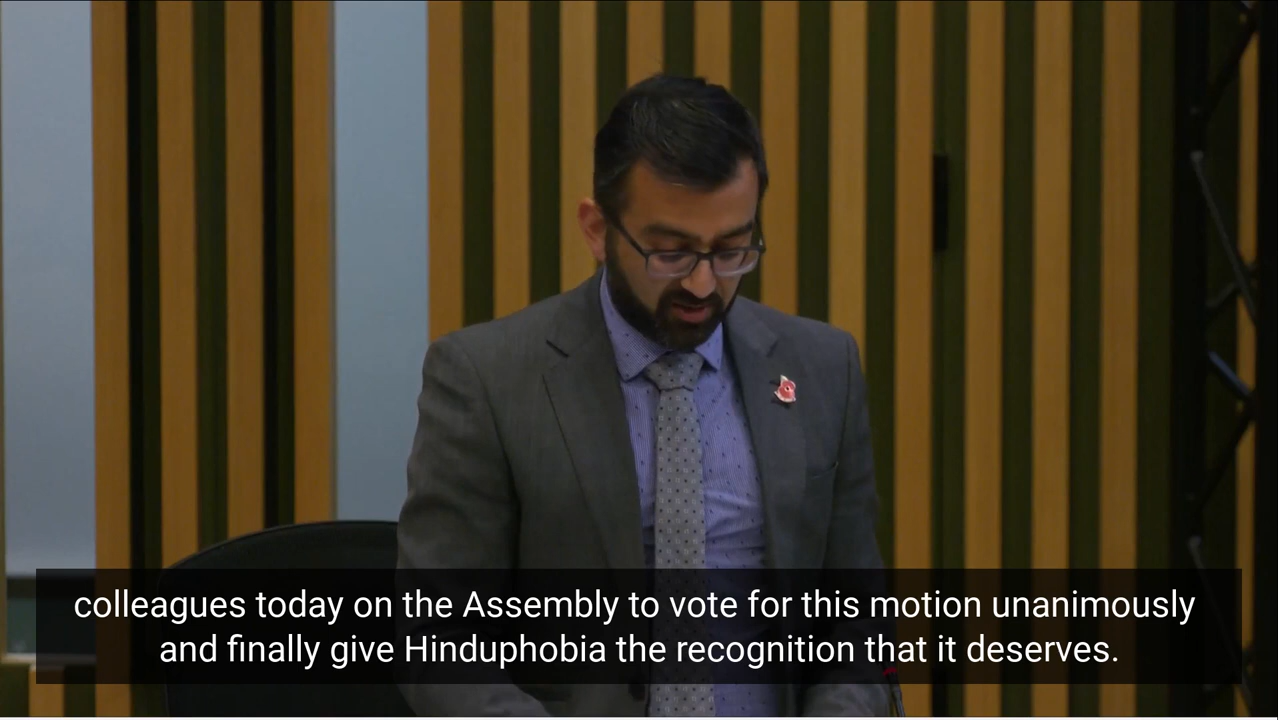 colleagues today on the Assembly to vote for this motion unanimously
and finally give Hinduphobia the recognition that it deserves.